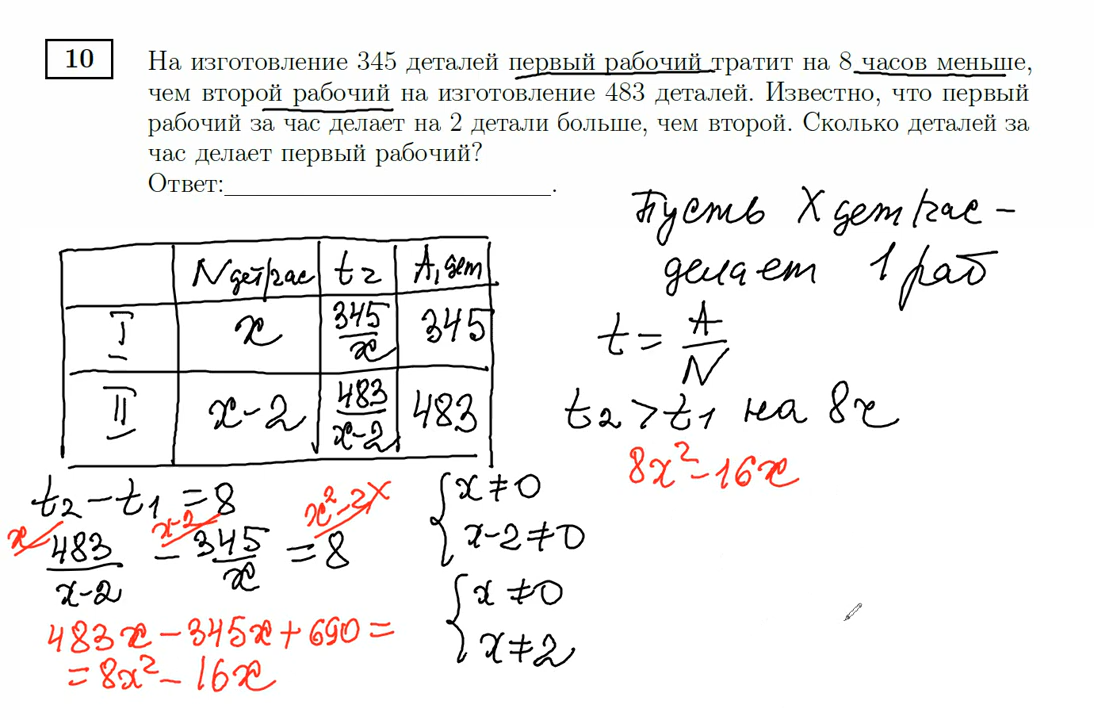 10
На изготовление 345 деталей первый рабочий тратит на 8 часов меньше,
чем второй рабочий на изготовление 483 деталей. Известно, что первый
рабочий за час делает на 2 детали больше, чем второй. Сколько деталей за
час делает первый рабочий?
Ответ:__________________________.
Пусть X дет/час -
делает 1 раб
N дет/час t г A, дет
I x 345/x 345
II x-2 483/x-2 483
t = A/N
t₂ > t₁ на 8ч
8x² - 16x
t₂ - t₁ = 8
x x-2 x²-2x
483/x-2 - 345/x = 8
483x - 345x + 690 =
= 8x² - 16x
{ x ≠ 0
x-2 ≠ 0
{ x ≠ 0
x ≠ 2